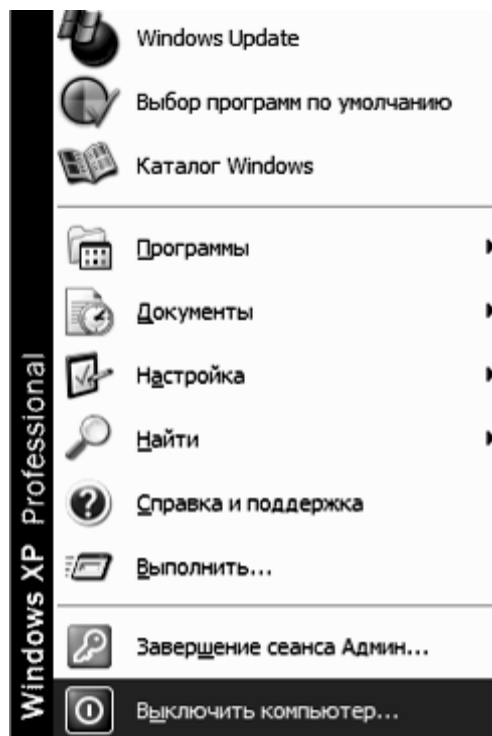 Windows Update
Выбор программ по умолчанию
Каталог Windows
Программы
Документы
Настройка
Найти
Справка и поддержка
Выполнить...
Завершение сеанса Админ...
Выключить компьютер...
Windows XP Professional